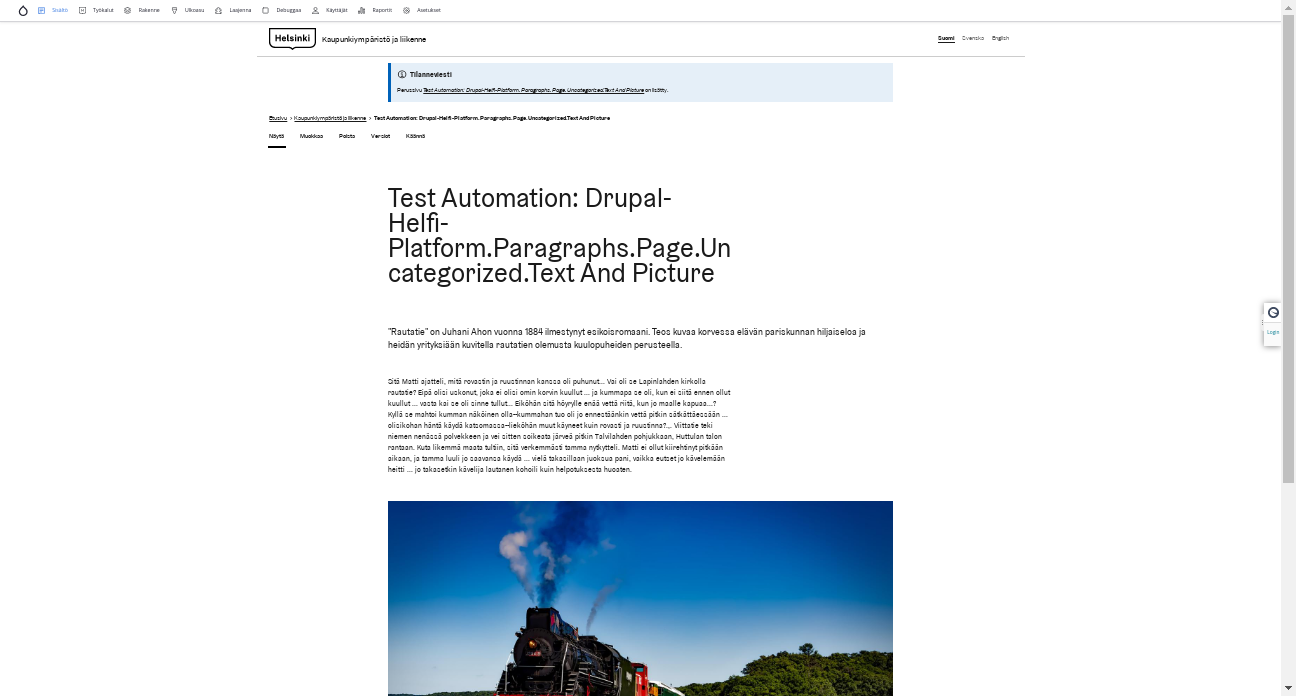 Sisältö Työkalut Rakenne Ulkoasu Laajenna Debuggaa Käyttäjät Raportit Asetukset
Helsinki Kaupunkiympäristö ja liikenne Suomi Svenska English
Tilanneviesti
Perussivu Test Automation: Drupal-Helfi-Platform.Paragraphs.Page.Uncategorized.Text And Picture on lisätty.
Etusivu > Kaupunkiympäristö ja liikenne > Test Automation: Drupal-Helfi-Platform.Paragraphs.Page.Uncategorized.Text And Picture
Näytä Muokkaa Poista Versiot Käännä
Test Automation: Drupal-
Helfi-
Platform.Paragraphs.Page.Un
categorized.Text And Picture
Login
"Rautatie" on Juhani Ahon vuonna 1884 ilmestynyt esikoisromaani. Teos kuvaa korvessa elävän pariskunnan hiljaiseloa ja
heidän yrityksiään kuvitella rautatien olemusta kuulopuheiden perusteella.
Sitä Matti ajatteli, mitä rovastin ja ruustinnan kanssa oli puhunut... Vai oli se Lapinlahden kirkolla
rautatie? Eipä olisi uskonut, joka ei olisi omin korvin kuullut ... ja kummapa se oli, kun ei siitä ennen ollut
kuullut ... vasta kai se oli sinne tullut... Eiköhän sitä höyrylle enää vettä riitä, kun jo maalle kapuaa...?
Kyllä se mahtoi kumman näköinen olla—kummahan tuo oli jo ennestäänkin vettä pitkin sätkättäessään ...
olisikohan häntä käydä katsomassa—lieköhän muut käyneet kuin rovasti ja ruustinna?... Viittatie teki
niemen nenässä polvekkeen ja vei sitten soikeata järveä pitkin Talvilahden pohjukkaan, Huttulan talon
rantaan. Kuta likemmä maata tultiin, sitä verkemmästi tamma nytkytteli. Matti ei ollut kiirehtinyt pitkään
aikaan, ja tamma luuli jo saavansa käydä ... vielä takasillaan juoksua pani, vaikka eutset jo kävelemään
heitti ... jo takasetkin kävelijä lautanen kohoili kuin helpotuksesta huoaten.